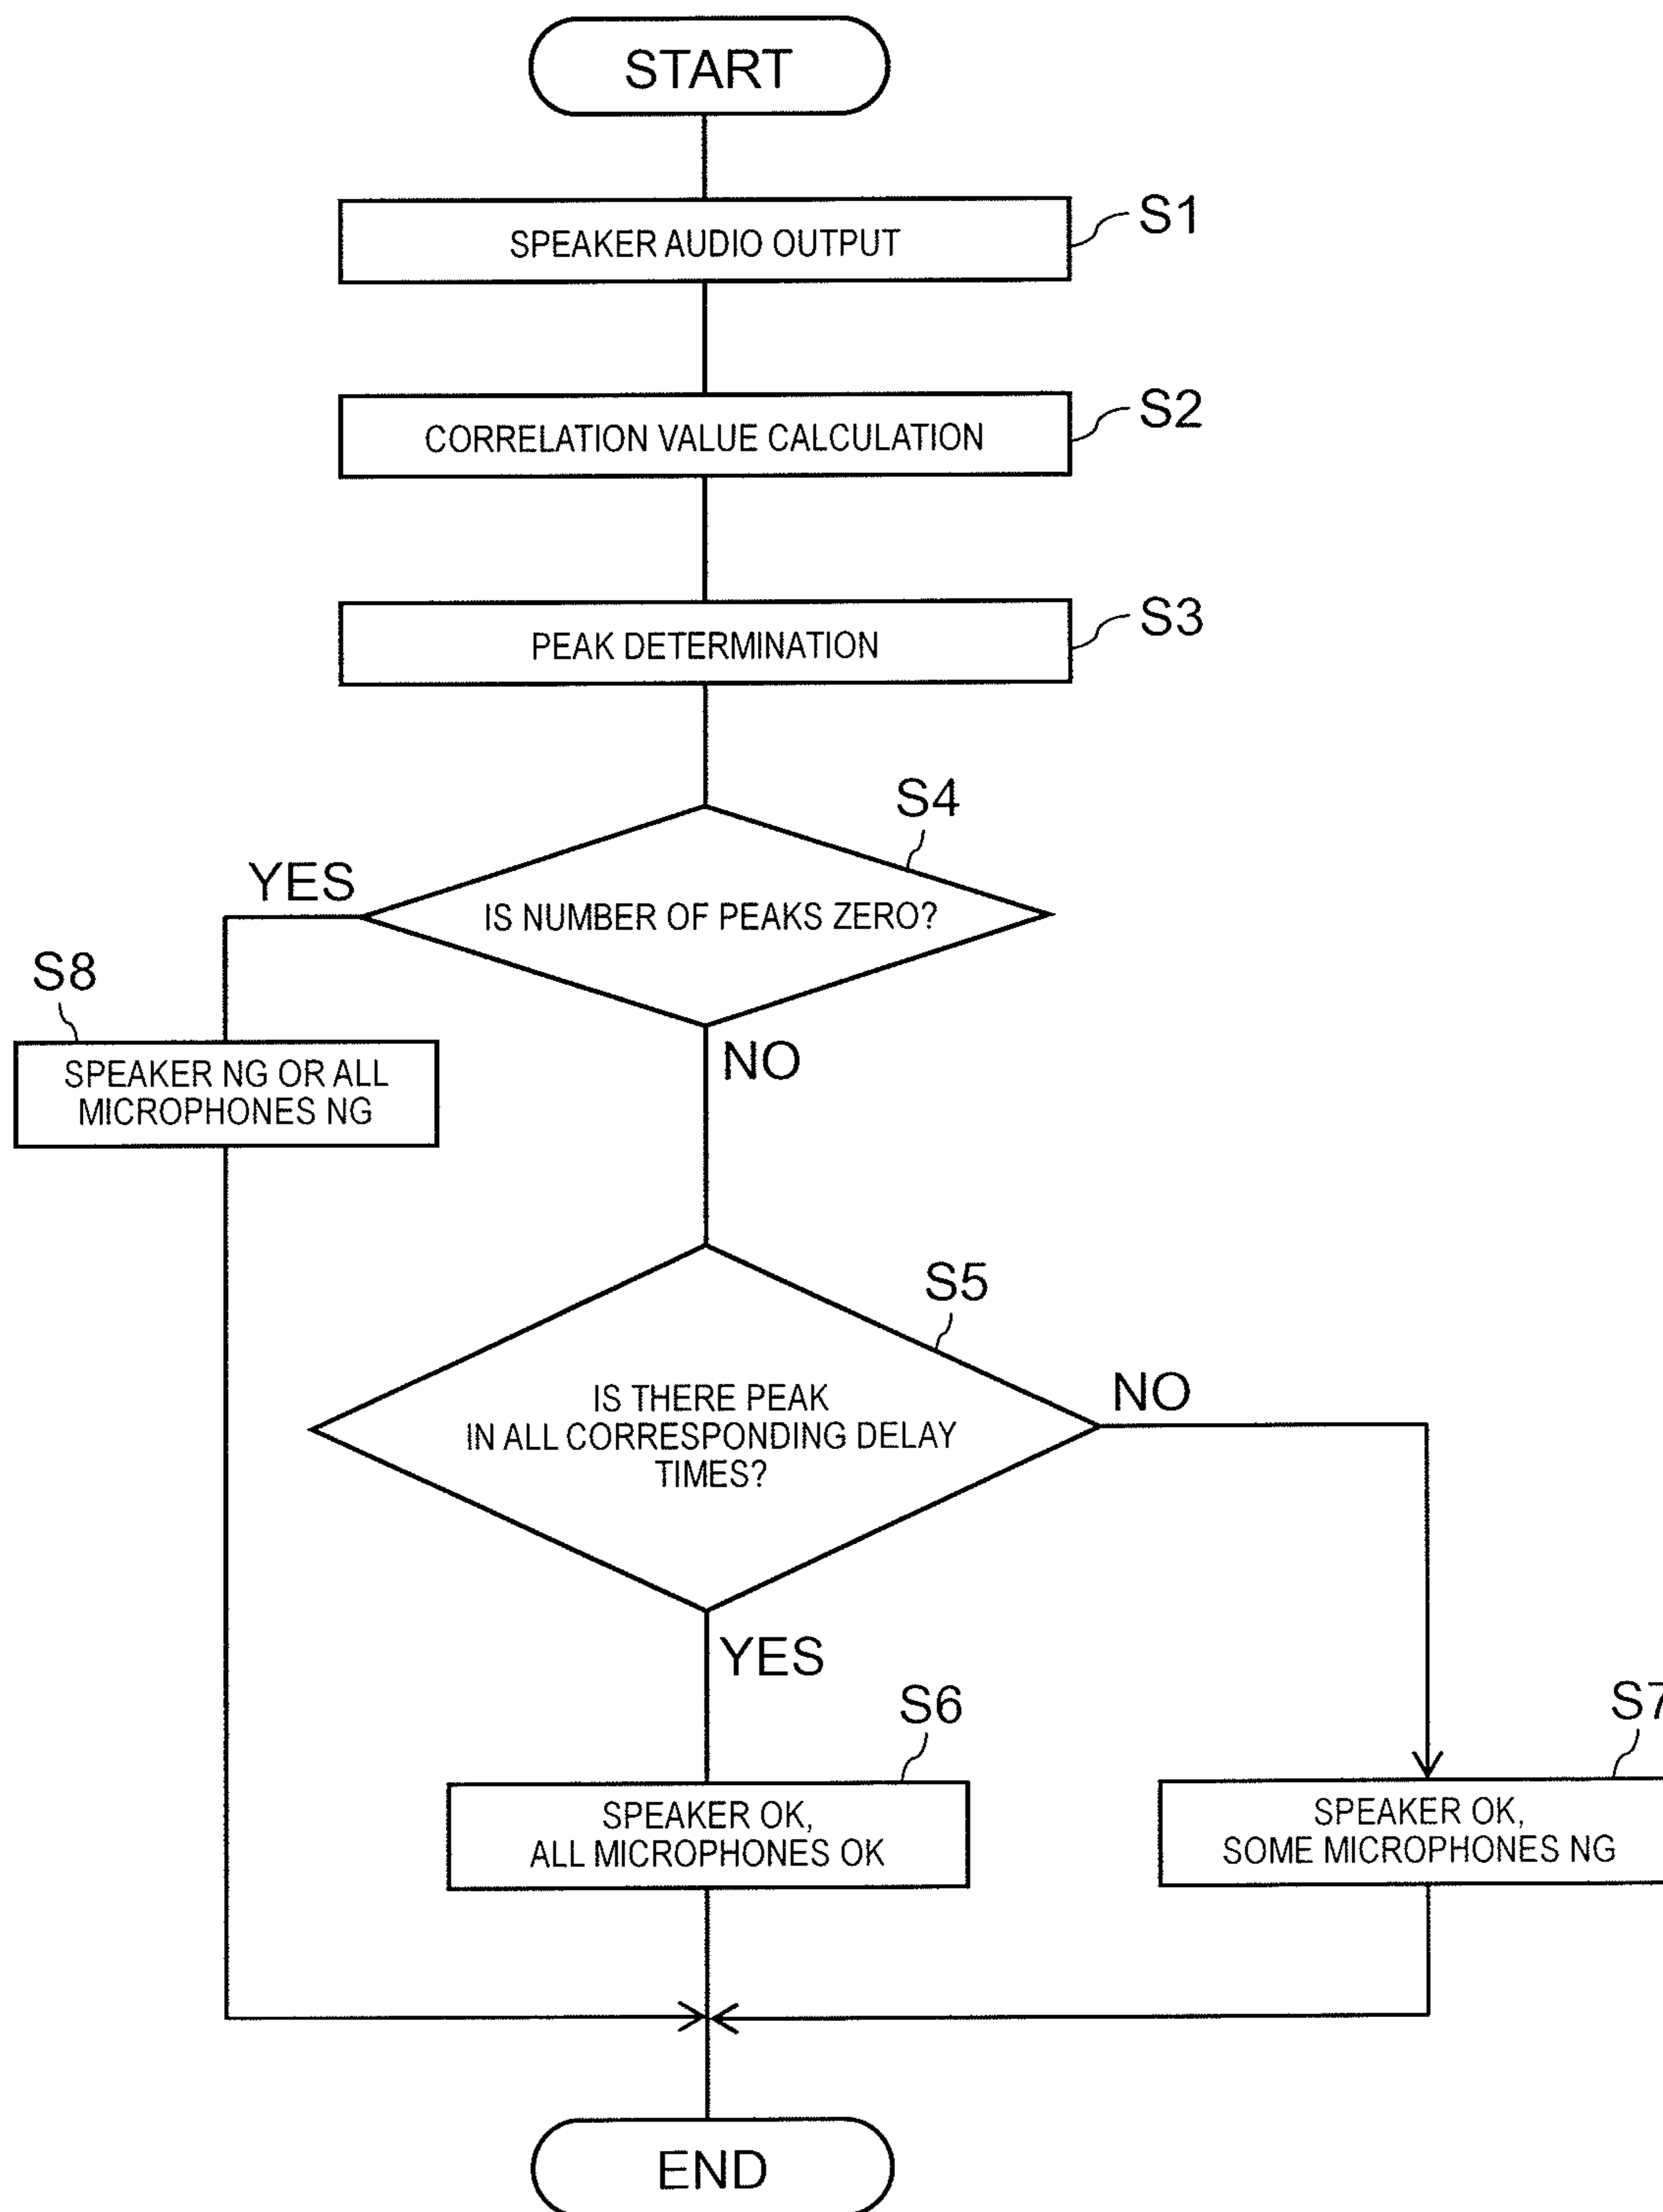 START
SPEAKER AUDIO OUTPUT
S1
CORRELATION VALUE CALCULATION
S2
PEAK DETERMINATION
S3
S4
YES
IS NUMBER OF PEAKS ZERO?
S8
NO
SPEAKER NG OR ALL
MICROPHONES NG
S5
NO
IS THERE PEAK
IN ALL CORRESPONDING DELAY
TIMES?
YES
S6
S7
SPEAKER OK,
ALL MICROPHONES OK
SPEAKER OK,
SOME MICROPHONES NG
END